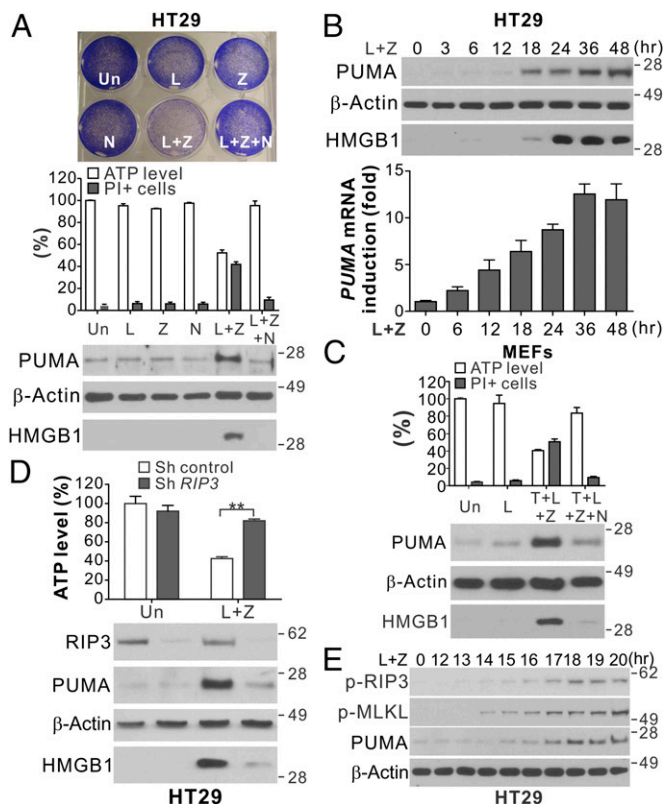 A
HT29
Un
L
Z
N
L+Z
L+Z+N
ATP level
PI+ cells
(%)
100
80
60
40
20
0
Un L Z N L+Z L+Z
+N
PUMA -28
β-Actin -49
HMGB1 -28
B
HT29
L+Z 0 3 6 12 18 24 36 48 (hr)
PUMA -28
β-Actin -49
HMGB1 -28
PUMA mRNA
induction (fold)
15
10
5
0
L+Z 0 6 12 18 24 36 48 (hr)
C
MEFs
ATP level
PI+ cells
(%)
100
80
60
40
20
0
Un L T+L T+L
+Z +Z+N
PUMA -28
β-Actin -49
HMGB1 -28
D
Sh control
Sh RIP3
ATP level (%)
120
100
80
60
40
20
0
**
Un L+Z
RIP3 -62
PUMA -28
β-Actin -49
HMGB1 -28
HT29
E
L+Z 0 12 13 14 15 16 17 18 19 20 (hr)
p-RIP3 -62
p-MLKL -49
PUMA -28
β-Actin -49
HT29